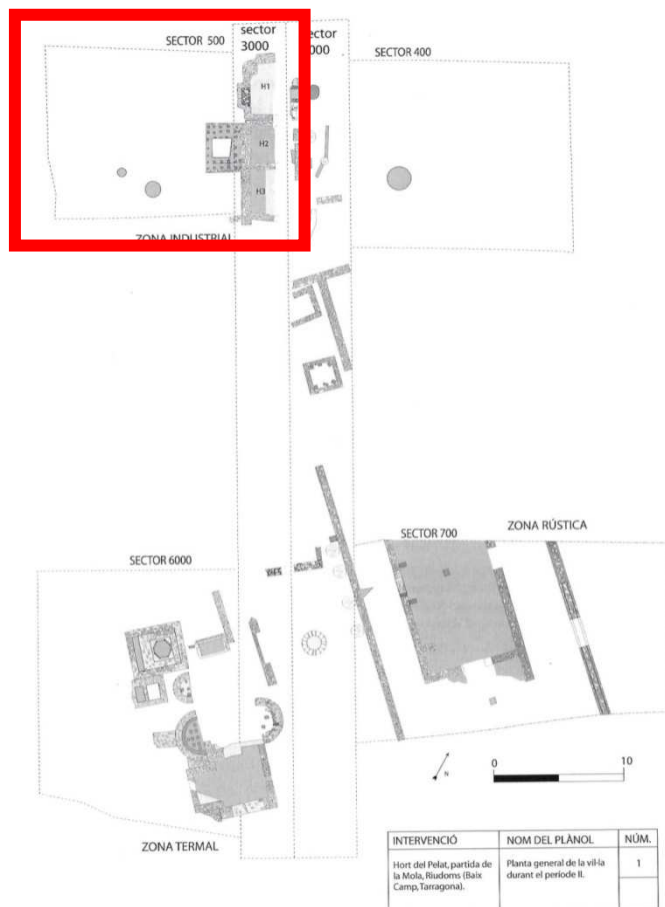 SECTOR 500
sector
3000
sector
000
SECTOR 400
H1
H2
H3
ZONA INDUSTRIAL
SECTOR 700
ZONA RÚSTICA
SECTOR 6000
N
0
10
ZONA TERMAL
INTERVENCIÓ
NOM DEL PLÀNOL
NÚM.
Hort del Pelat, partida de
la Mola, Riudoms (Baix
Camp, Tarragona).
Planta general de la vil·la
durant el període II.
1